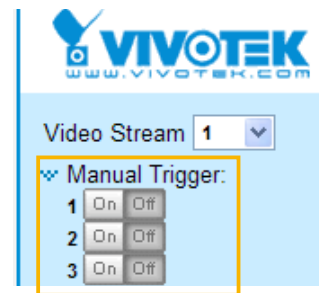 VIVOTEK
www.vivotek.com
Video Stream 1
Manual Trigger:
1 On Off
2 On Off
3 On Off